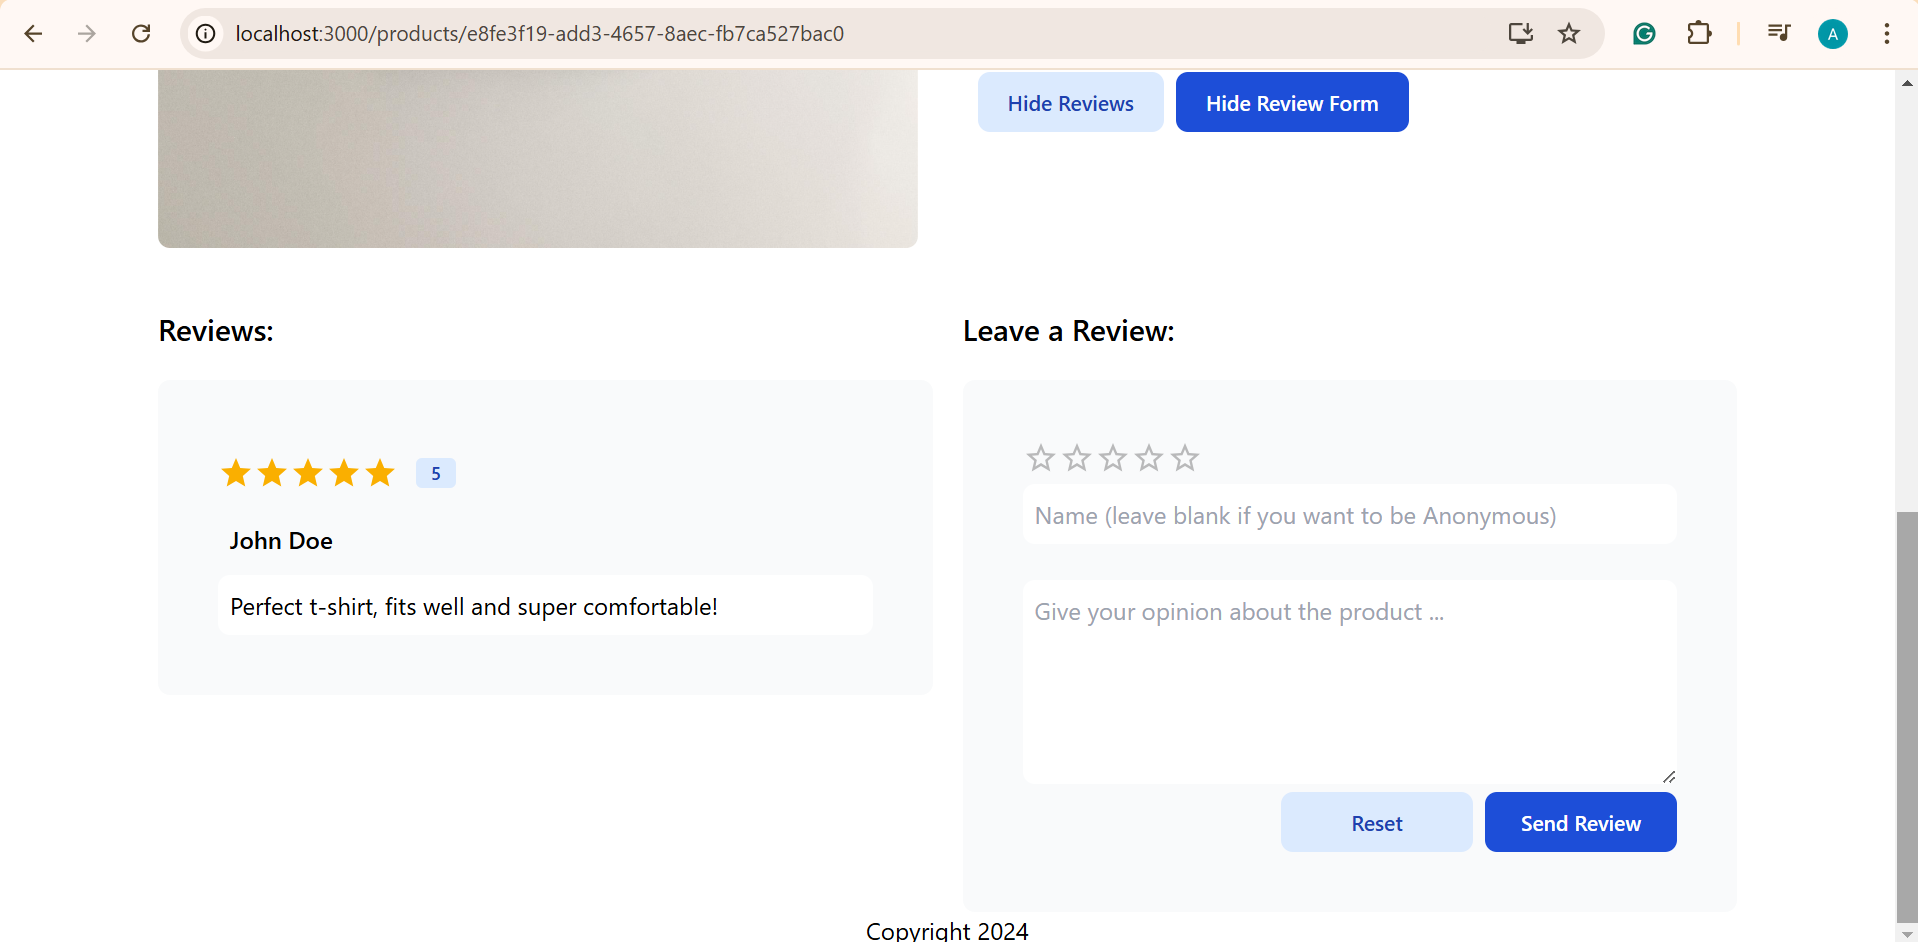 localhost:3000/products/e8fe3f19-add3-4657-8aec-fb7ca527bac0
A
Hide Reviews
Hide Review Form
Reviews:
5
John Doe
Perfect t-shirt, fits well and super comfortable!
Leave a Review:
Name (leave blank if you want to be Anonymous)
Give your opinion about the product ...
Reset
Send Review
Copyright 2024